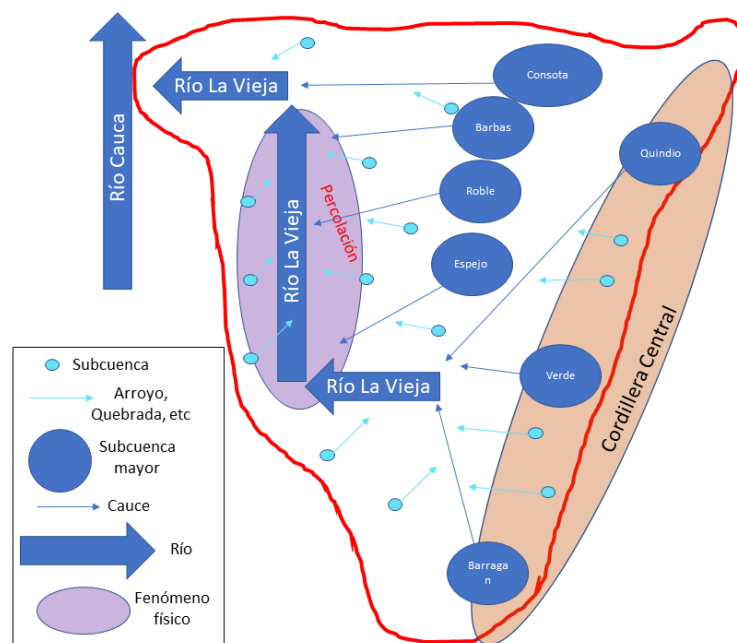 Río Cauca
Río La Vieja
Consota
Barbas
Quindio
Roble
Percolación
Río La Vieja
Espejo
Río La Vieja
Verde
Cordillera Central
Barraga
n
Subcuenca
Arroyo,
Quebrada, etc
Subcuenca
mayor
Cauce
Río
Fenómeno
físico